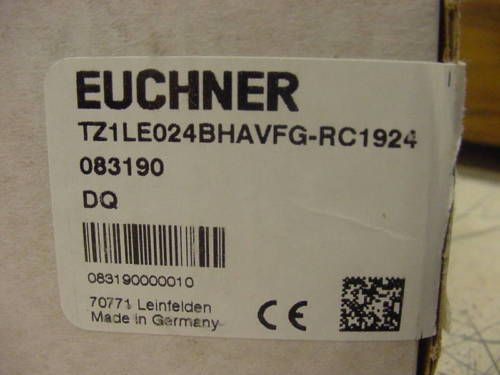 EUCHNER
TZ1LE024BHAVFG-RC1924
083190
DQ
083190000010
70771 Leinfelden
Made in Germany
CE